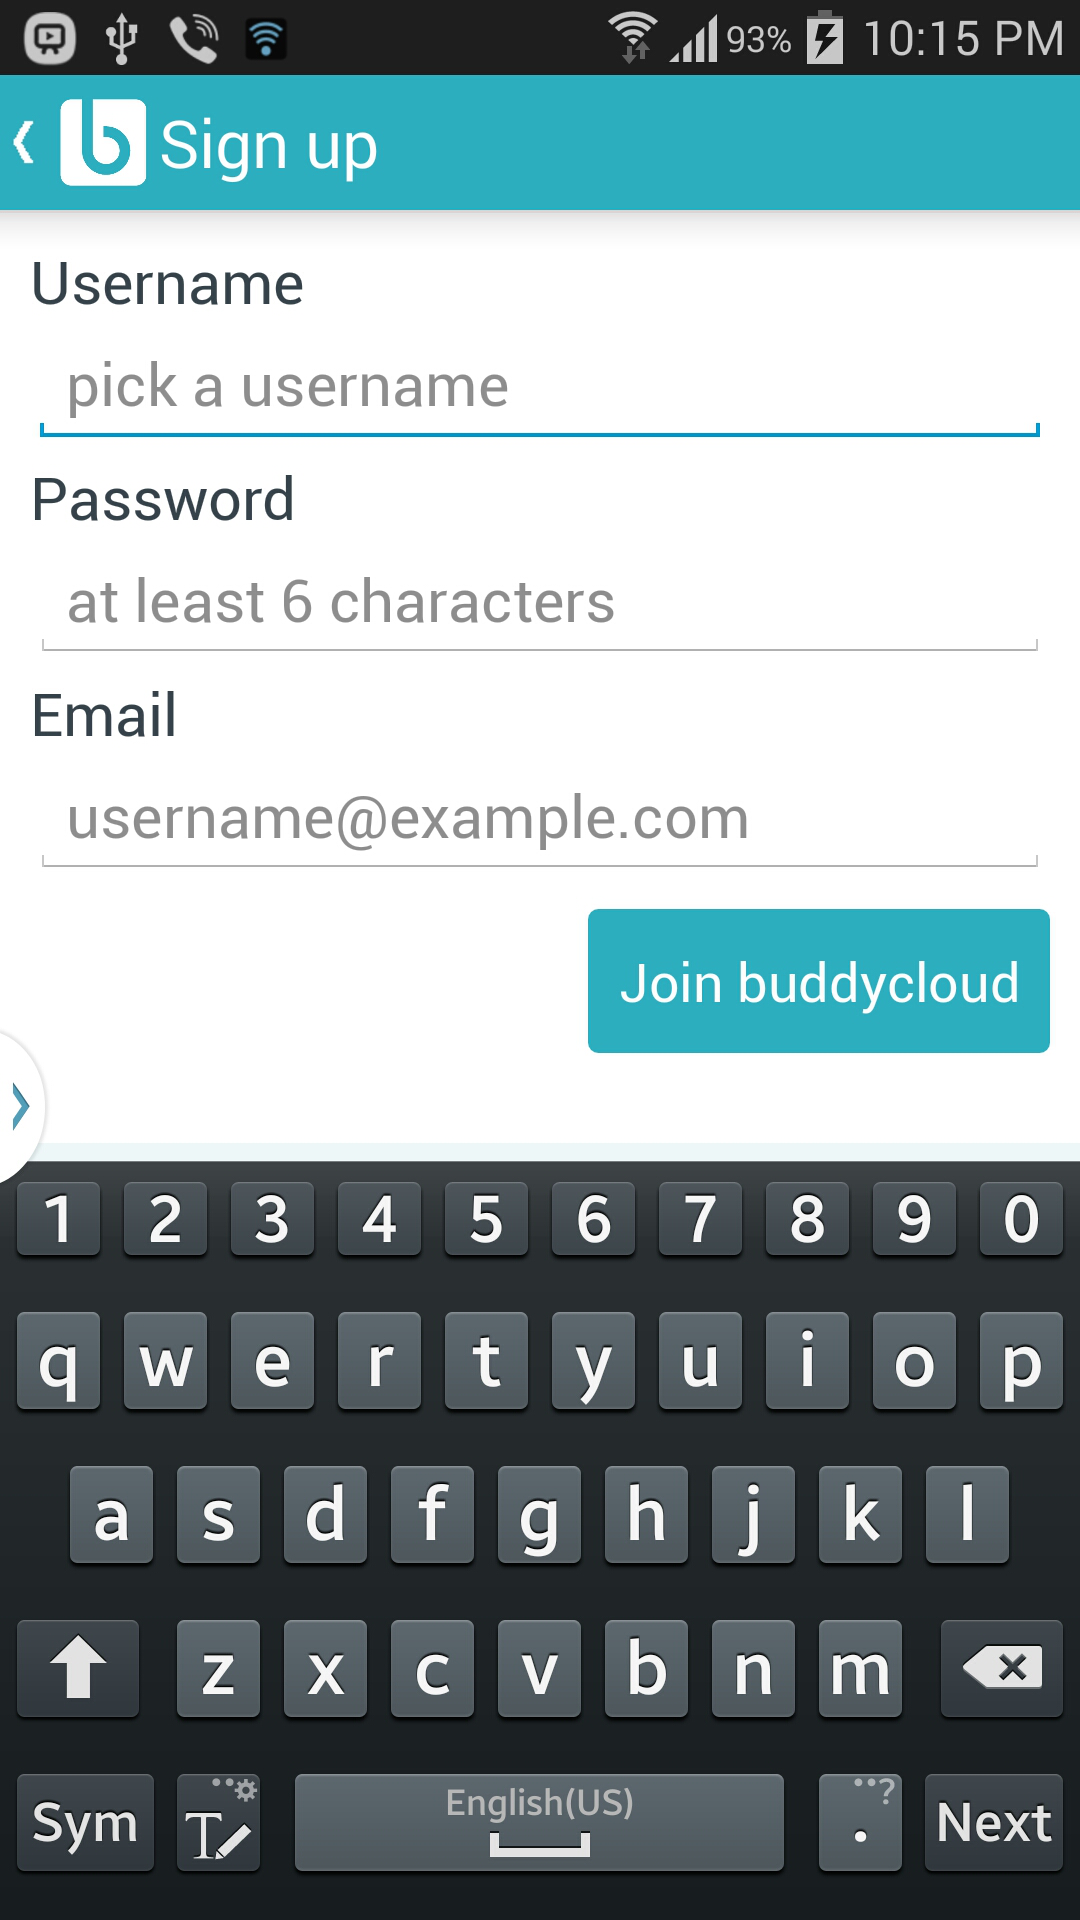 93% 10:15 PM
b Sign up
Username
pick a username
Password
at least 6 characters
Email
username@example.com
Join buddycloud
1 2 3 4 5 6 7 8 9 0
q w e r t y u i o p
a s d f g h j k l
z x c v b n m
Sym T English(US) . ? Next